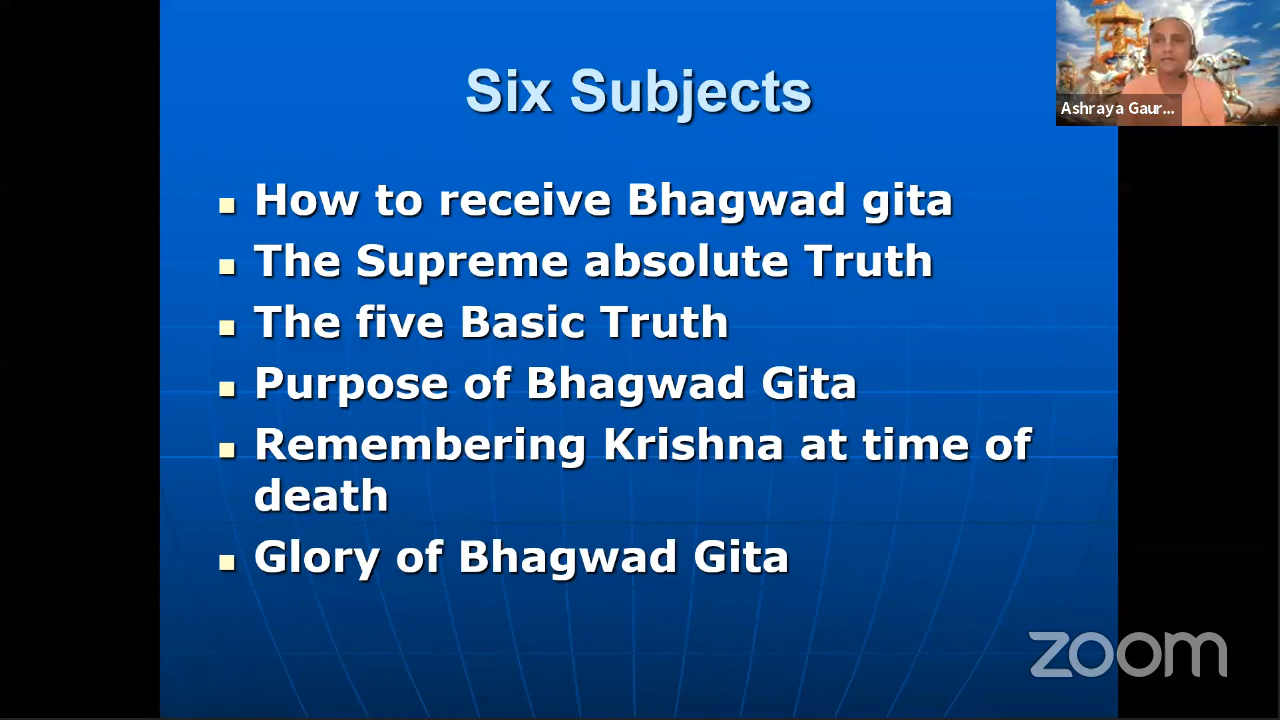 Six Subjects
Ashraya Gaur...
How to receive Bhagwad gita
The Supreme absolute Truth
The five Basic Truth
Purpose of Bhagwad Gita
Remembering Krishna at time of
death
Glory of Bhagwad Gita
zoom